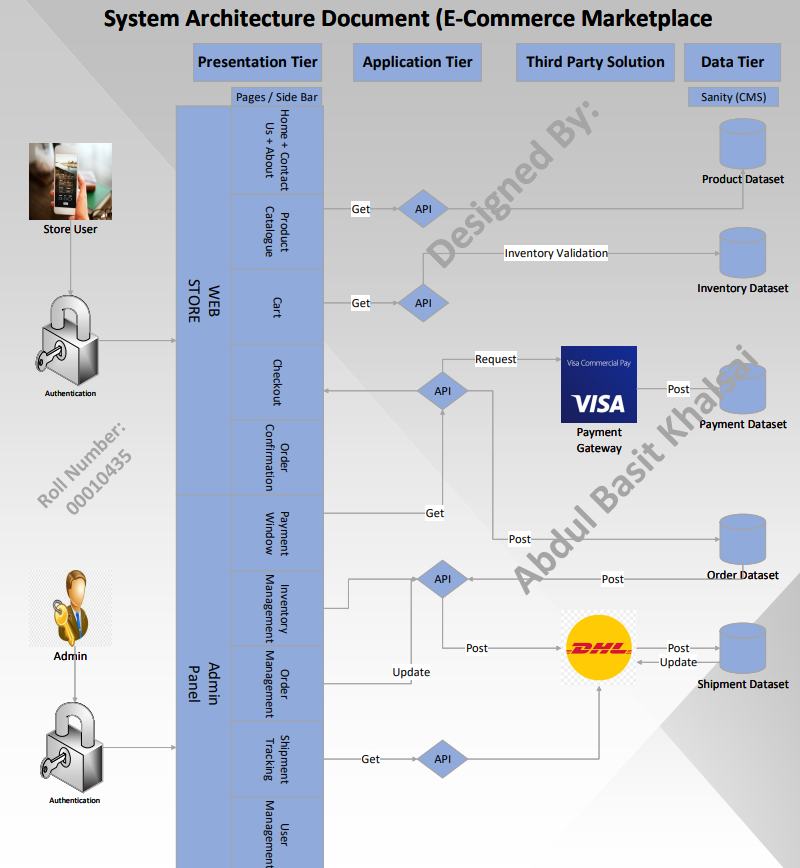 System Architecture Document (E-Commerce Marketplace
Presentation Tier
Application Tier
Third Party Solution
Data Tier
Pages / Side Bar
Sanity (CMS)
Home + Contact
Us + About
Product Dataset
Store User
Product
Catalogue
Get
API
Designed By:
WEB
STORE
Inventory Validation
Inventory Dataset
Cart
Get
API
Authentication
Checkout
API
Request
Visa Commercial Pay
VISA
Payment
Gateway
Post
Payment Dataset
Order
Confirmation
Roll Number:
00010435
Abdul Basit Khalsai
Payment
Window
Get
Post
Order Dataset
Inventory
Management
API
Post
Admin
Admin
Panel
Order
Management
Update
Post
DHL
Post
Update
Shipment Dataset
Shipment
Tracking
Get
API
Authentication
User
Management